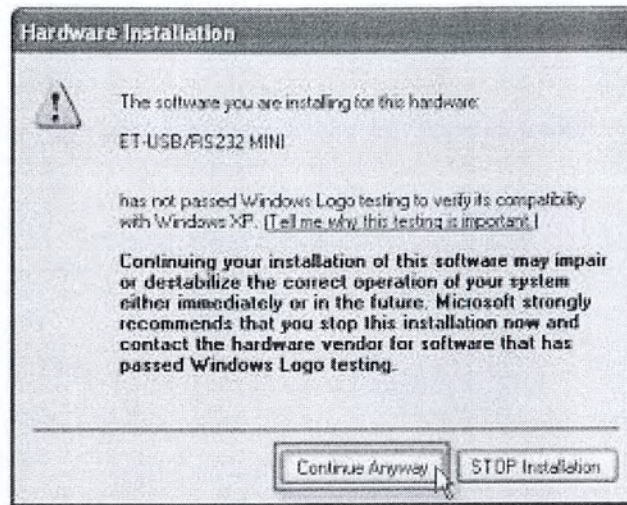 Hardware Installation
The software you are installing for this hardware:
ET-USB/RS232 MINI
has not passed Windows Logo testing to verify its compatibility
with Windows XP. (Tell me why this testing is important.)
Continuing your installation of this software may impair
or destabilize the correct operation of your system
either immediately or in the future. Microsoft strongly
recommends that you stop this installation now and
contact the hardware vendor for software that has
passed Windows Logo testing.
Continue Anyway
STOP Installation